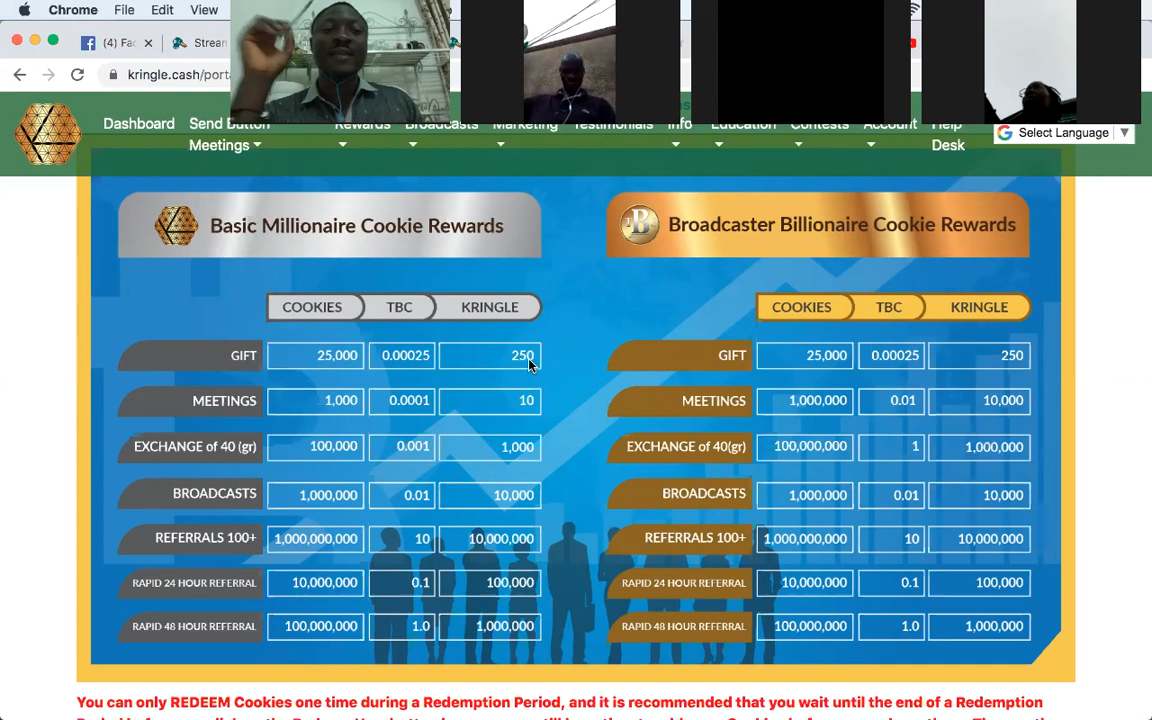 Chrome File Edit View
(4) Fac Stream
kringle.cash/port
Dashboard Send Button Rewards Broadcasts Marketing Testimonials Info Education Contests Account Help
Meetings Desk
Select Language
Basic Millionaire Cookie Rewards
COOKIES TBC KRINGLE
GIFT 25,000 0.00025 250
MEETINGS 1,000 0.0001 10
EXCHANGE of 40 (gr) 100,000 0.001 1,000
BROADCASTS 1,000,000 0.01 10,000
REFERRALS 100+ 1,000,000,000 10 10,000,000
RAPID 24 HOUR REFERRAL 10,000,000 0.1 100,000
RAPID 48 HOUR REFERRAL 100,000,000 1.0 1,000,000
Broadcaster Billionaire Cookie Rewards
COOKIES TBC KRINGLE
GIFT 25,000 0.00025 250
MEETINGS 1,000,000 0.01 10,000
EXCHANGE of 40(gr) 100,000,000 1 1,000,000
BROADCASTS 1,000,000 0.01 10,000
REFERRALS 100+ 1,000,000,000 10 10,000,000
RAPID 24 HOUR REFERRAL 10,000,000 0.1 100,000
RAPID 48 HOUR REFERRAL 100,000,000 1.0 1,000,000
You can only REDEEM Cookies one time during a Redemption Period, and it is recommended that you wait until the end of a Redemption